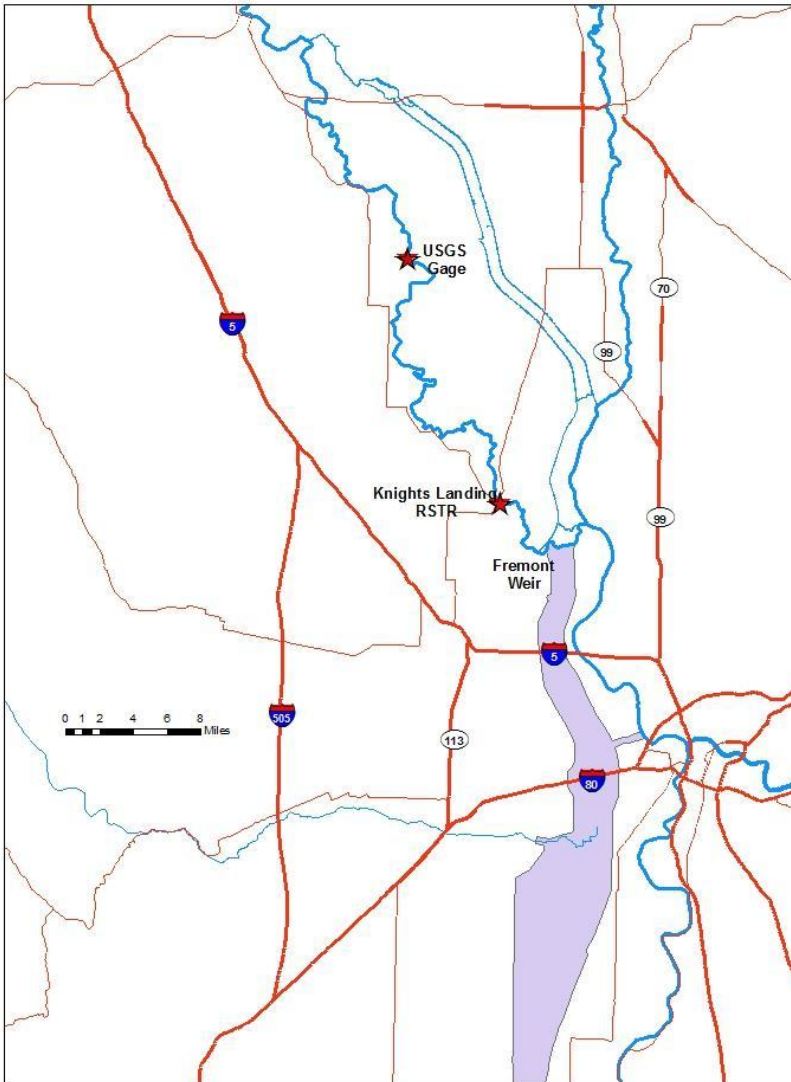 USGS
Gage
70
5
99
Knights Landing
RSTR
99
Fremont
Weir
5
505
0 1 2 4 6 8
Miles
113
80